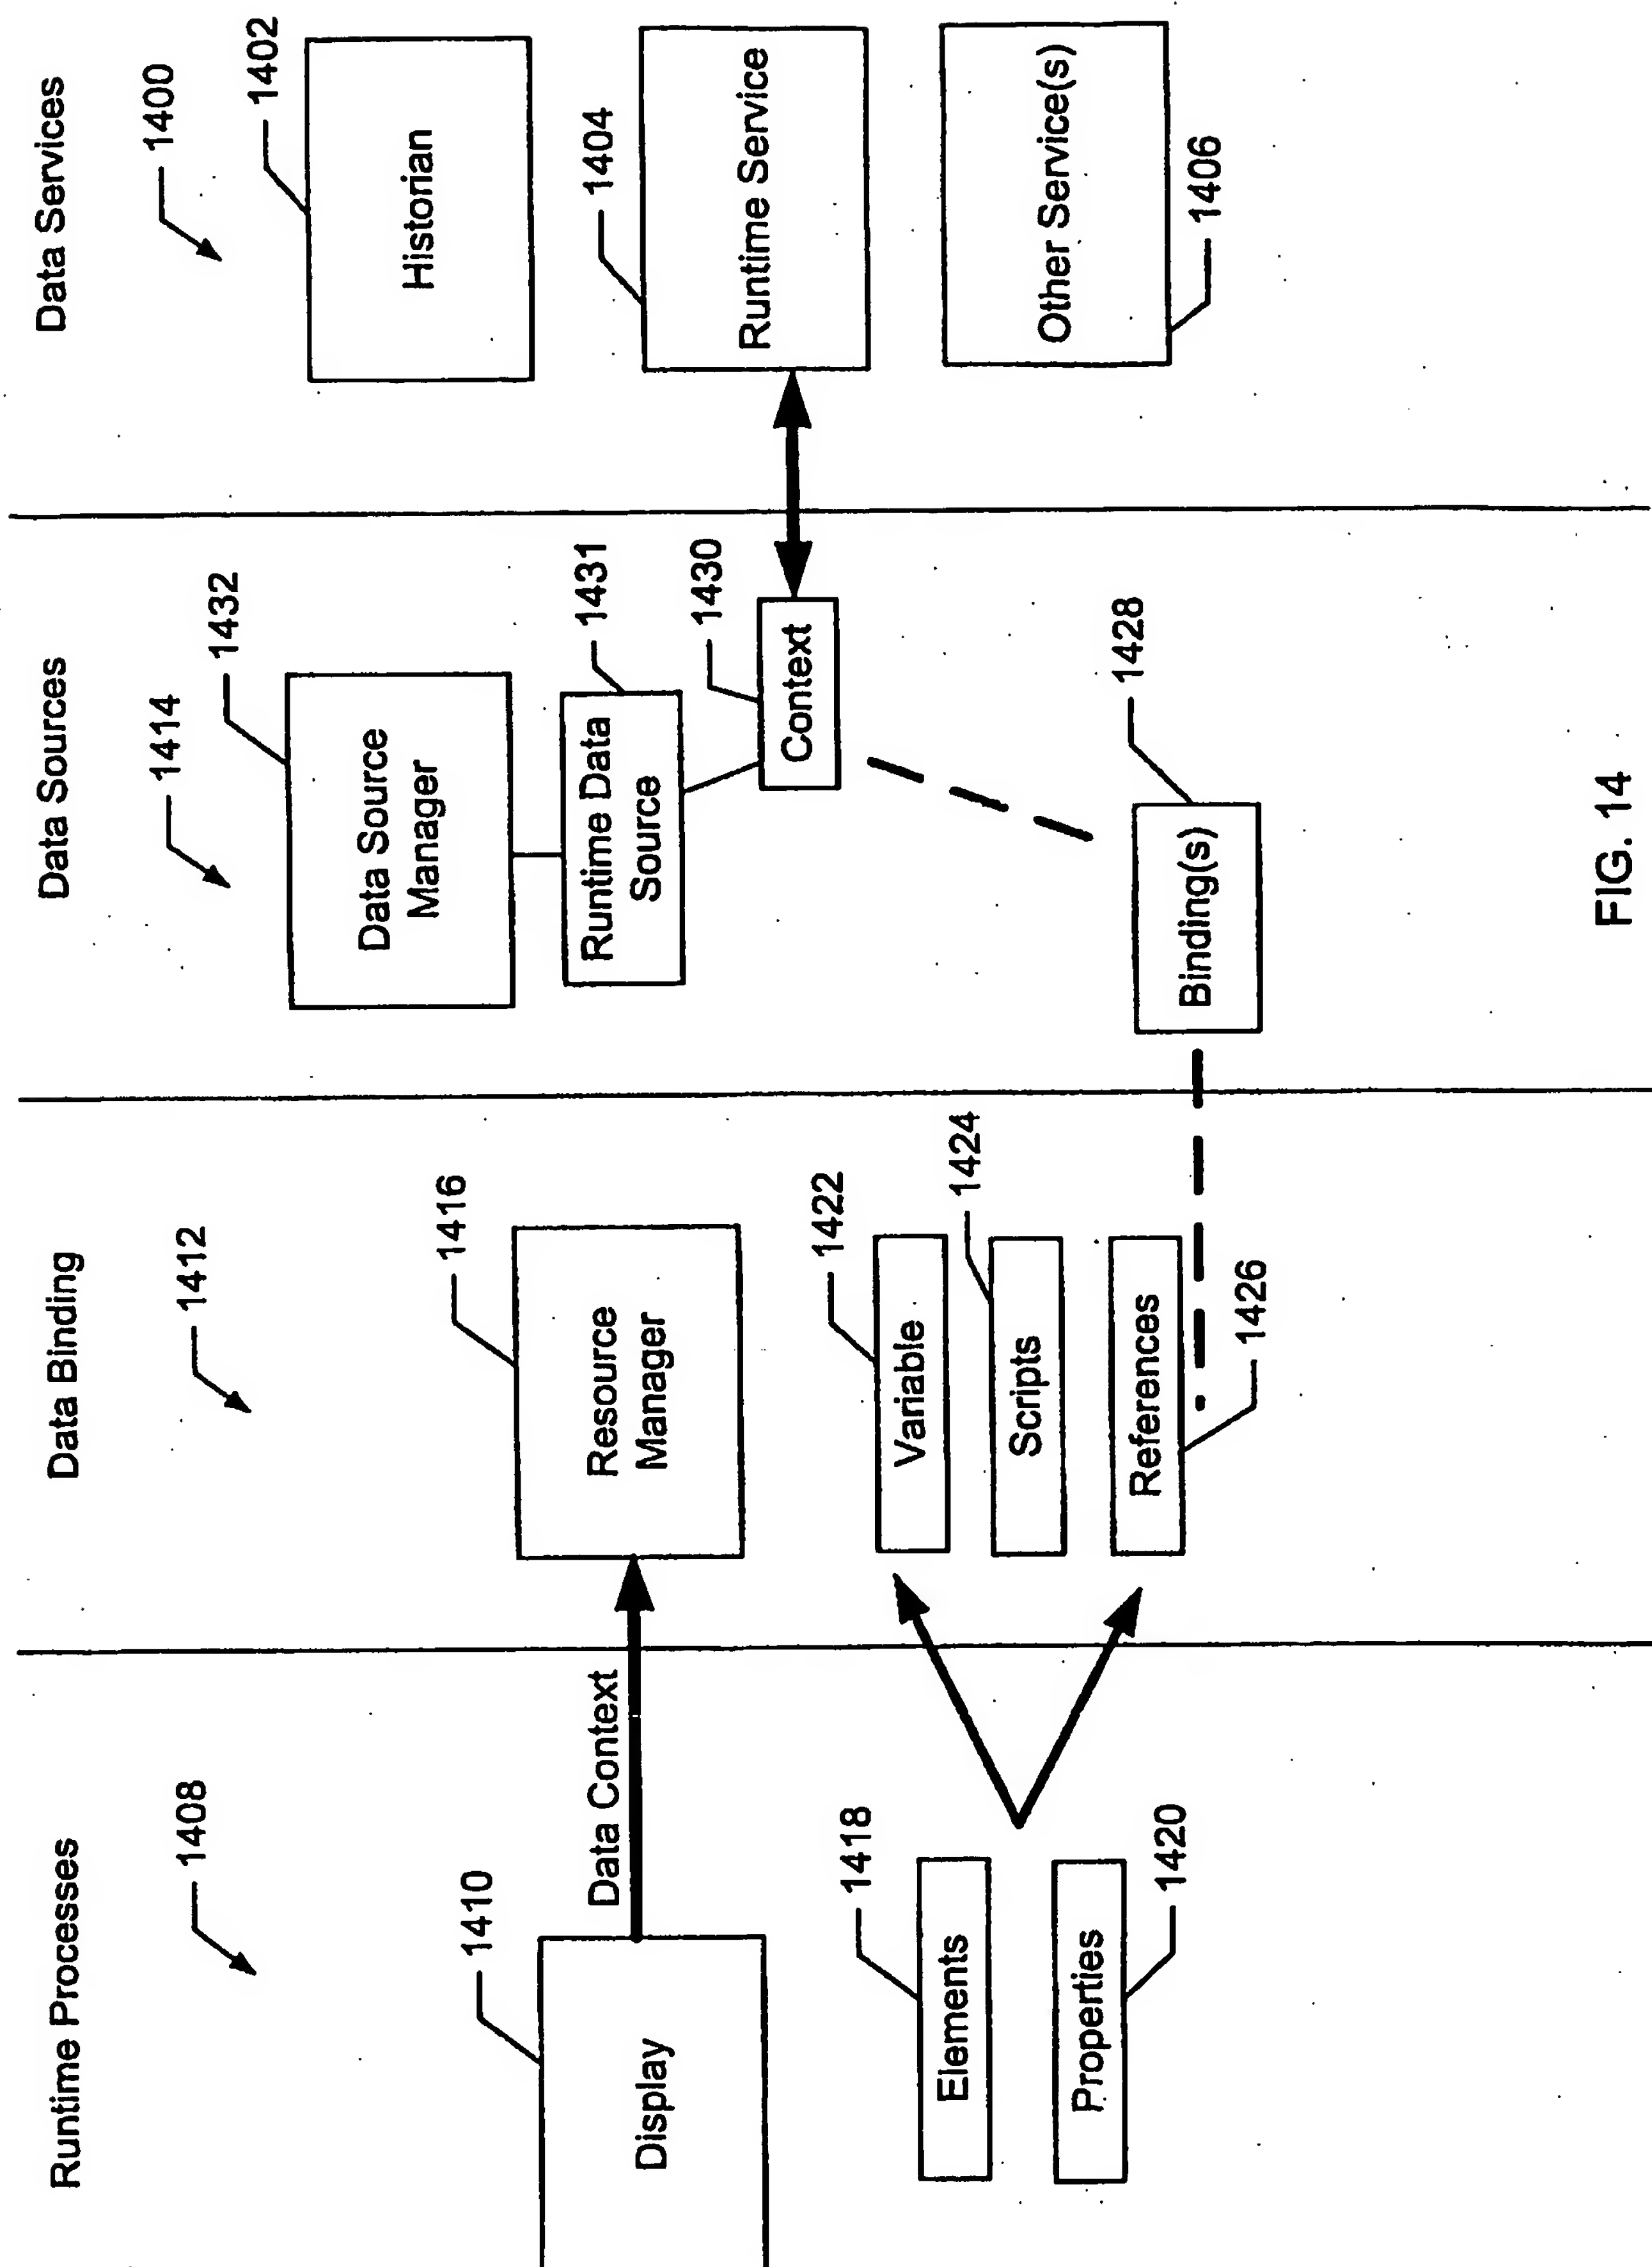 Runtime Processes
1408
1410
Display
Data Context
1418
Elements
Properties
1420
Data Binding
1412
1416
Resource
Manager
1422
Variable
1424
Scripts
References
1426
Data Sources
1414
1432
Data Source
Manager
1431
Runtime Data
Source
1430
Context
1428
Binding(s)
Data Services
1400
1402
Historian
1404
Runtime Service
Other Service(s)
1406
FIG. 14